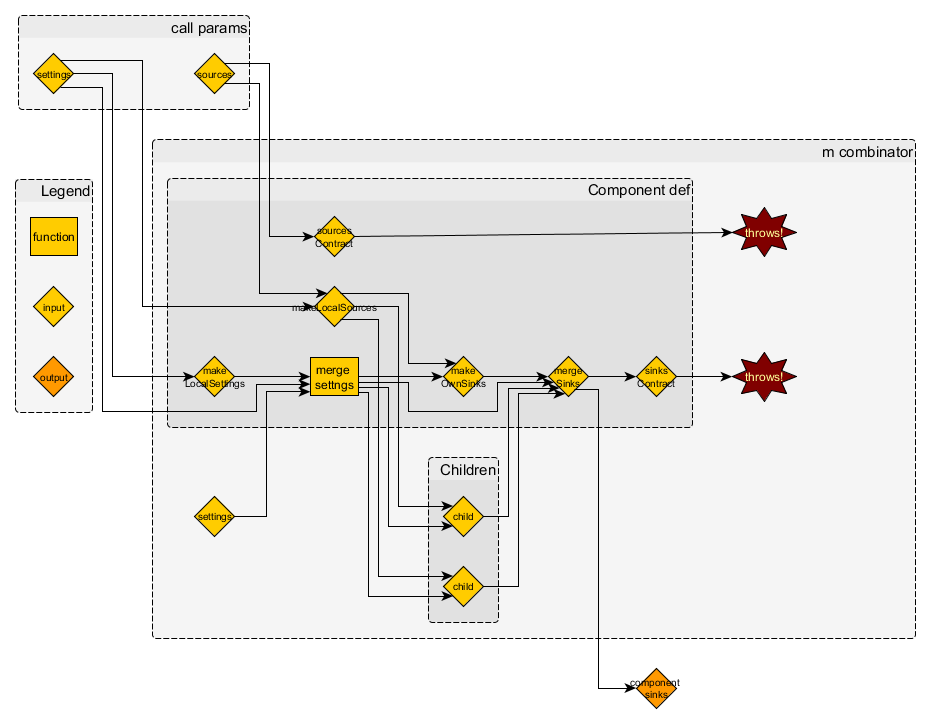 call params
settings
sources
m combinator
Legend
Component def
function
sources
Contract
throws!
input
makeLocalSources
output
make
LocalSettings
merge
settngs
make
OwnSinks
merge
Sinks
sinks
Contract
throws!
Children
settings
child
child
component
sinks